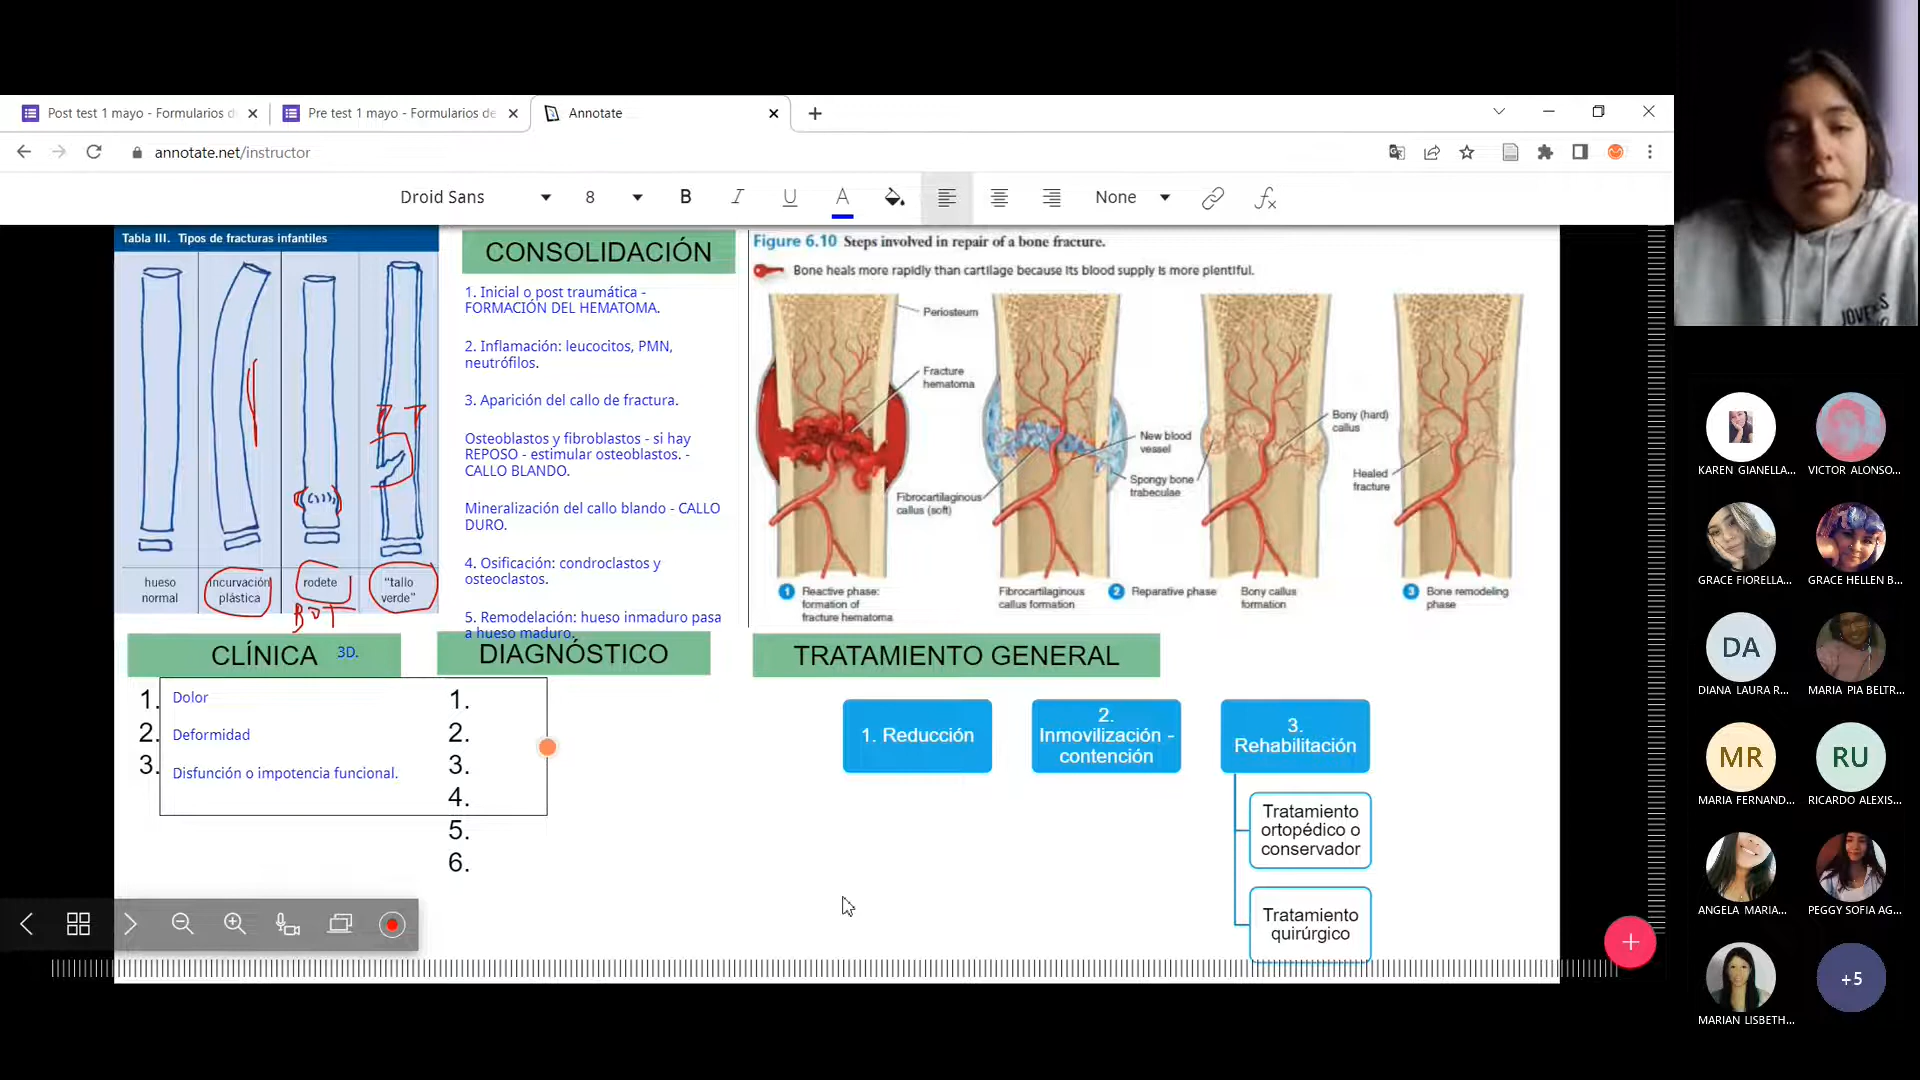 Post test 1 mayo - Formularios d
Pre test 1 mayo - Formularios de
Annotate
annotate.net/instructor
Droid Sans
8
B
I
U
A
None
fx
Tabla III. Tipos de fracturas infantiles
hueso
normal
incurvación
plástica
rodete
"tallo
verde"
BOT
CONSOLIDACIÓN
1. Inicial o post traumática -
FORMACIÓN DEL HEMATOMA.
2. Inflamación: leucocitos, PMN,
neutrófilos.
3. Aparición del callo de fractura.
Osteoblastos y fibroblastos - si hay
REPOSO - estimular osteoblastos. -
CALLO BLANDO.
Mineralización del callo blando - CALLO
DURO.
4. Osificación: condroclastos y
osteoclastos.
5. Remodelación: hueso inmaduro pasa
a hueso maduro.
Figure 6.10 Steps involved in repair of a bone fracture.
Bone heals more rapidly than cartilage because its blood supply is more plentiful.
Periosteum
Fracture
hematoma
Fibrocartilaginous
callus (soft)
New blood
vessel
Spongy bone
trabeculae
Bony (hard)
callus
Healed
fracture
1 Reactive phase:
formation of
fracture hematoma
Fibrocartilaginous
callus formation
2 Reparative phase
Bony callus
formation
3 Bone remodeling
phase
CLÍNICA 3D.
1. Dolor
2. Deformidad
3. Disfunción o impotencia funcional.
DIAGNÓSTICO
1.
2.
3.
4.
5.
6.
TRATAMIENTO GENERAL
1. Reducción
2.
Inmovilización -
contención
3.
Rehabilitación
Tratamiento
ortopédico o
conservador
Tratamiento
quirúrgico
KAREN GIANELLA...
VICTOR ALONSO...
GRACE FIORELLA...
GRACE HELLEN B...
DA
DIANA LAURA R...
MARIA PIA BELTR...
MR
MARIA FERNAND...
RU
RICARDO ALEXIS...
ANGELA MARIA...
PEGGY SOFIA AG...
MARIAN LISBETH...
+5